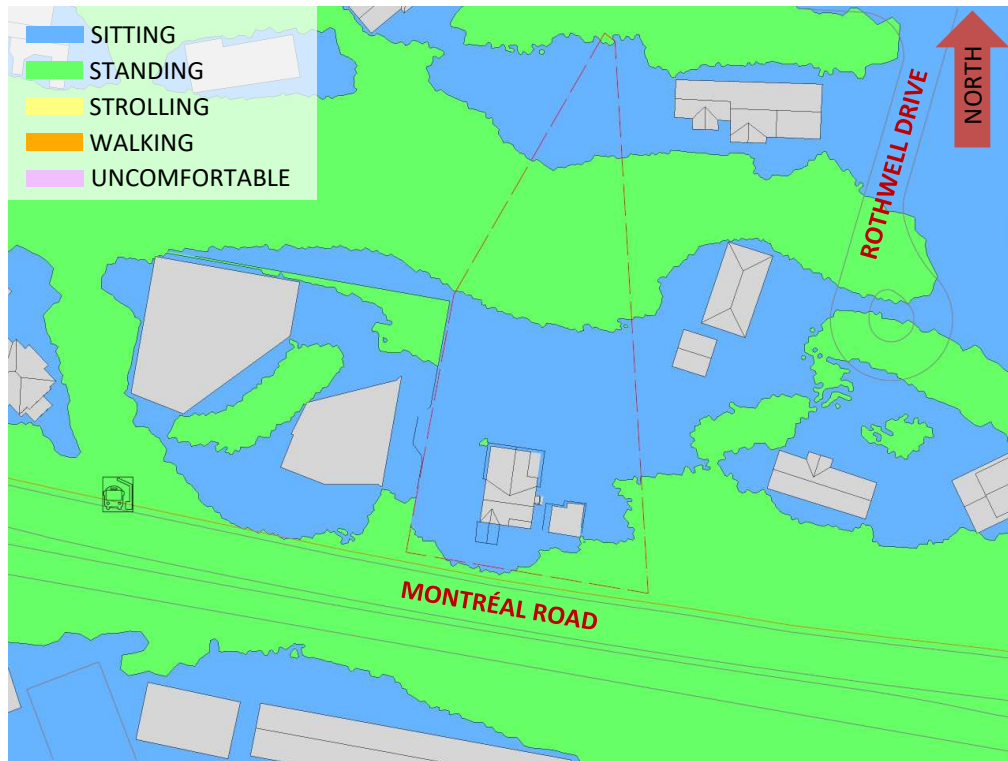 SITTING
STANDING
STROLLING
WALKING
UNCOMFORTABLE
NORTH
ROTHWELL DRIVE
MONTRÉAL ROAD